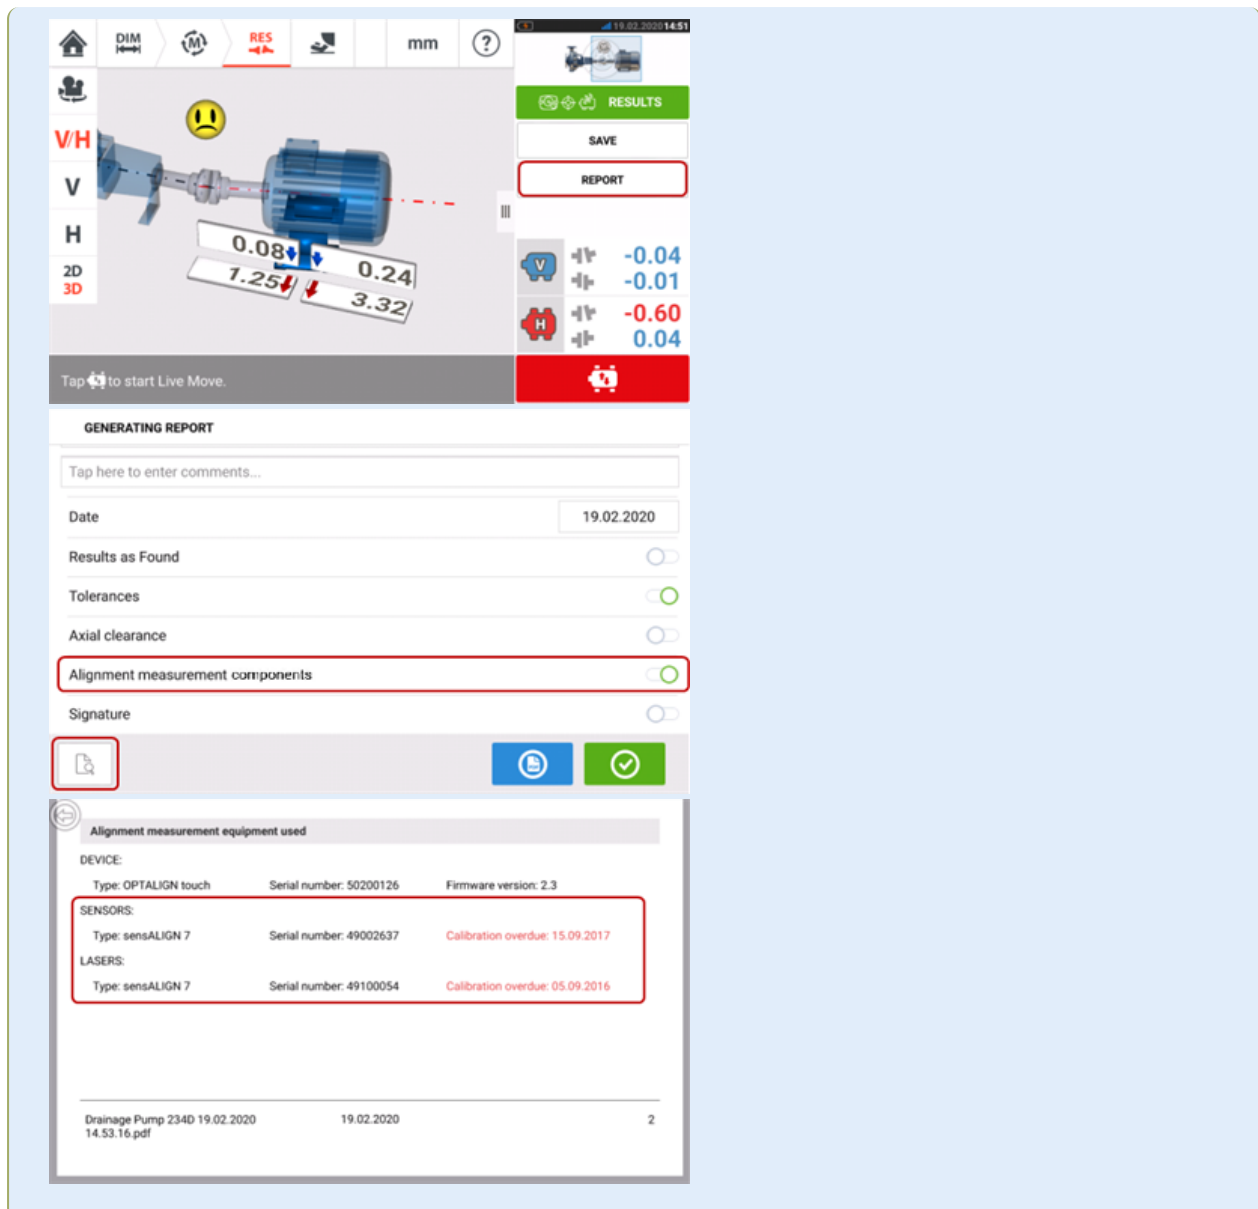 DIM
M
RES
mm
?
19.02.2020 14:51
RESULTS
SAVE
REPORT
V/H
V
H
2D
3D
0.08
0.24
1.25
3.32
V
-0.04
-0.01
H
-0.60
0.04
Tap to start Live Move.
GENERATING REPORT
Tap here to enter comments...
Date 19.02.2020
Results as Found
Tolerances
Axial clearance
Alignment measurement components
Signature
Alignment measurement equipment used
DEVICE:
Type: OPTALIGN touch Serial number: 50200126 Firmware version: 2.3
SENSORS:
Type: sensALIGN 7 Serial number: 49002637 Calibration overdue: 15.09.2017
LASERS:
Type: sensALIGN 7 Serial number: 49100054 Calibration overdue: 05.09.2016
Drainage Pump 234D 19.02.2020 19.02.2020 2
14.53.16.pdf